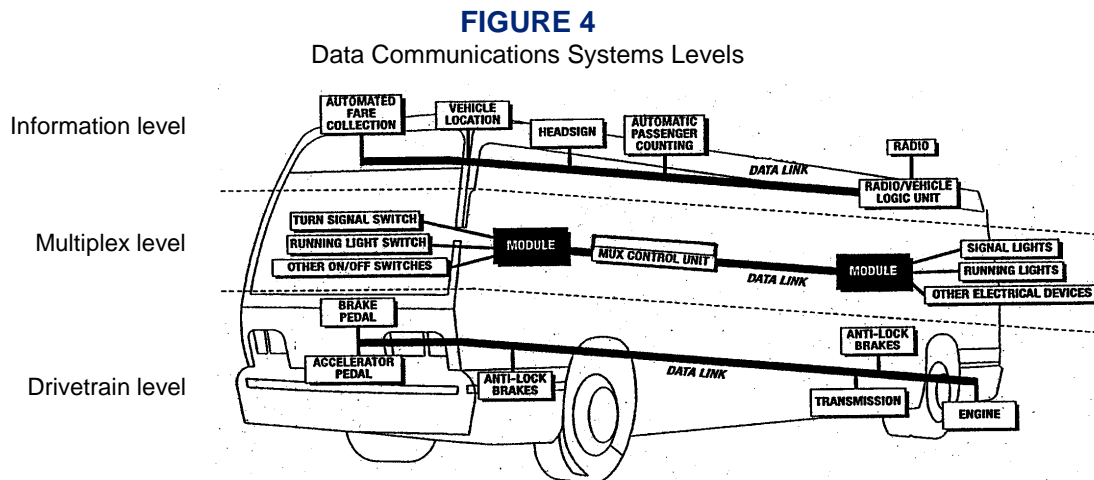 FIGURE 4
Data Communications Systems Levels
Information level
AUTOMATED
FARE
COLLECTION
VEHICLE
LOCATION
HEADSIGN
AUTOMATIC
PASSENGER
COUNTING
DATA LINK
RADIO
RADIO/VEHICLE
LOGIC UNIT
Multiplex level
TURN SIGNAL SWITCH
RUNNING LIGHT SWITCH
OTHER ON/OFF SWITCHES
MODULE
MUX CONTROL UNIT
DATA LINK
MODULE
SIGNAL LIGHTS
RUNNING LIGHTS
OTHER ELECTRICAL DEVICES
Drivetrain level
BRAKE
PEDAL
ACCELERATOR
PEDAL
ANTI-LOCK
BRAKES
DATA LINK
ANTI-LOCK
BRAKES
TRANSMISSION
ENGINE